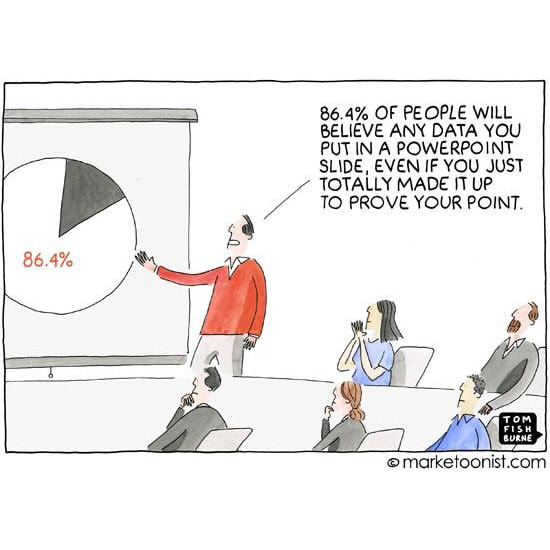 86.4% OF PEOPLE WILL
BELIEVE ANY DATA YOU
PUT IN A POWERPOINT
SLIDE, EVEN IF YOU JUST
TOTALLY MADE IT UP
TO PROVE YOUR POINT.
86.4%
TOM
FISH
BURNE
© marketoonist.com